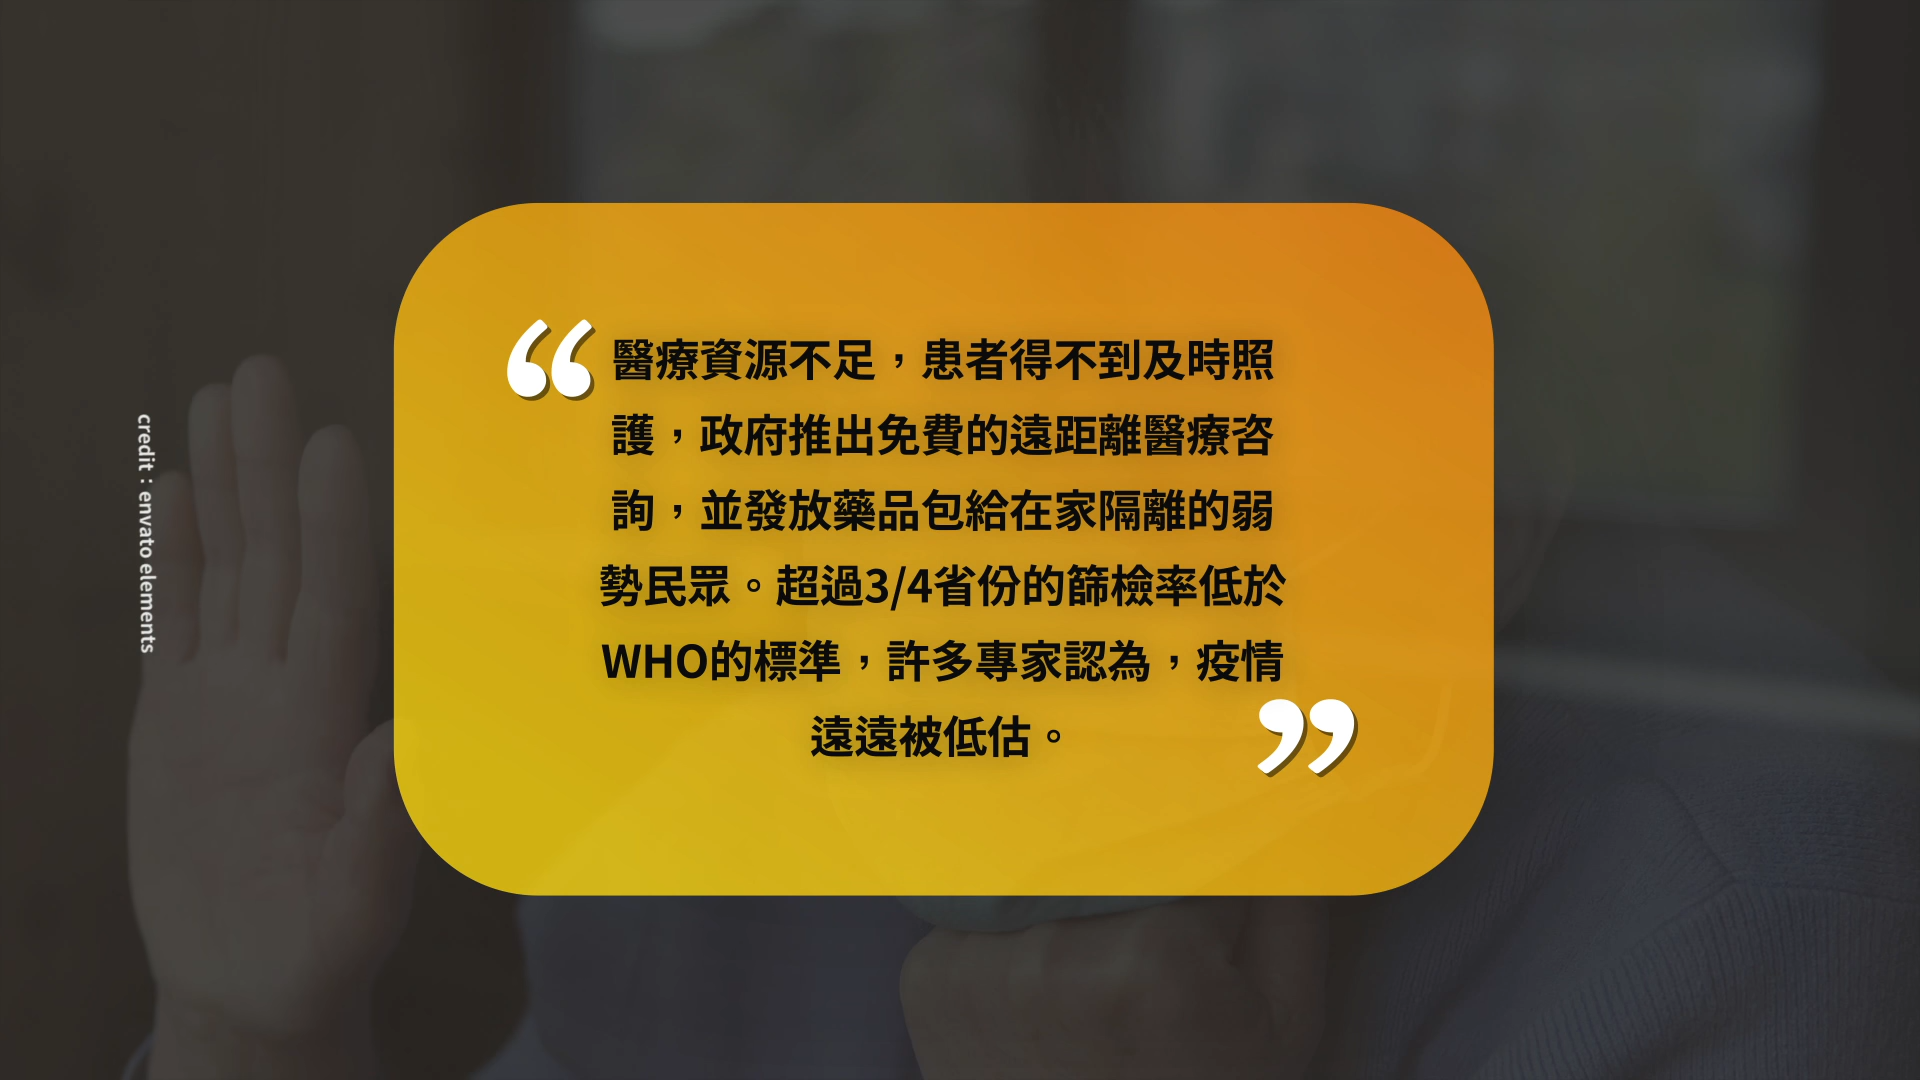 醫療資源不足，患者得不到及時照
護，政府推出免費的遠距離醫療咨
詢，並發放藥品包給在家隔離的弱
勢民眾。超過3/4省份的篩檢率低於
WHO的標準，許多專家認為，疫情
遠遠被低估。
credit：envato elements